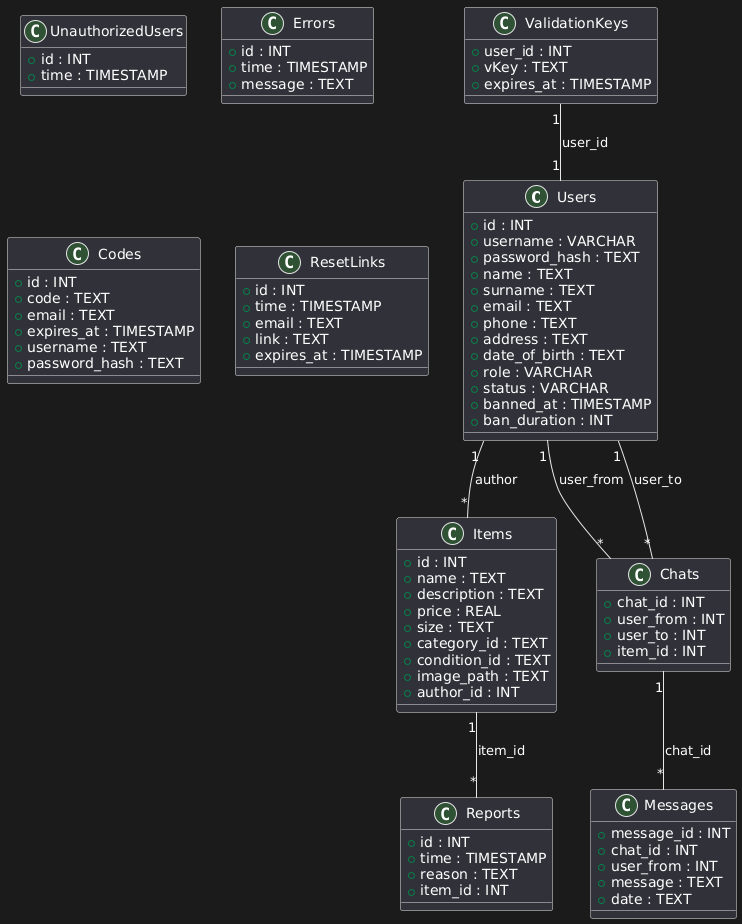 C UnauthorizedUsers
id : INT
time : TIMESTAMP
C Errors
id : INT
time : TIMESTAMP
message : TEXT
C ValidationKeys
user_id : INT
vKey : TEXT
expires_at : TIMESTAMP
1
user_id
1
C Codes
id : INT
code : TEXT
email : TEXT
expires_at : TIMESTAMP
username : TEXT
password_hash : TEXT
C ResetLinks
id : INT
time : TIMESTAMP
email : TEXT
link : TEXT
expires_at : TIMESTAMP
C Users
id : INT
username : VARCHAR
password_hash : TEXT
name : TEXT
surname : TEXT
email : TEXT
phone : TEXT
address : TEXT
date_of_birth : TEXT
role : VARCHAR
status : VARCHAR
banned_at : TIMESTAMP
ban_duration : INT
1 1 1
author user_from user_to
* * *
C Items
id : INT
name : TEXT
description : TEXT
price : REAL
size : TEXT
category_id : TEXT
condition_id : TEXT
image_path : TEXT
author_id : INT
C Chats
chat_id : INT
user_from : INT
user_to : INT
item_id : INT
1
item_id
*
1
chat_id
*
C Reports
id : INT
time : TIMESTAMP
reason : TEXT
item_id : INT
C Messages
message_id : INT
chat_id : INT
user_from : INT
message : TEXT
date : TEXT